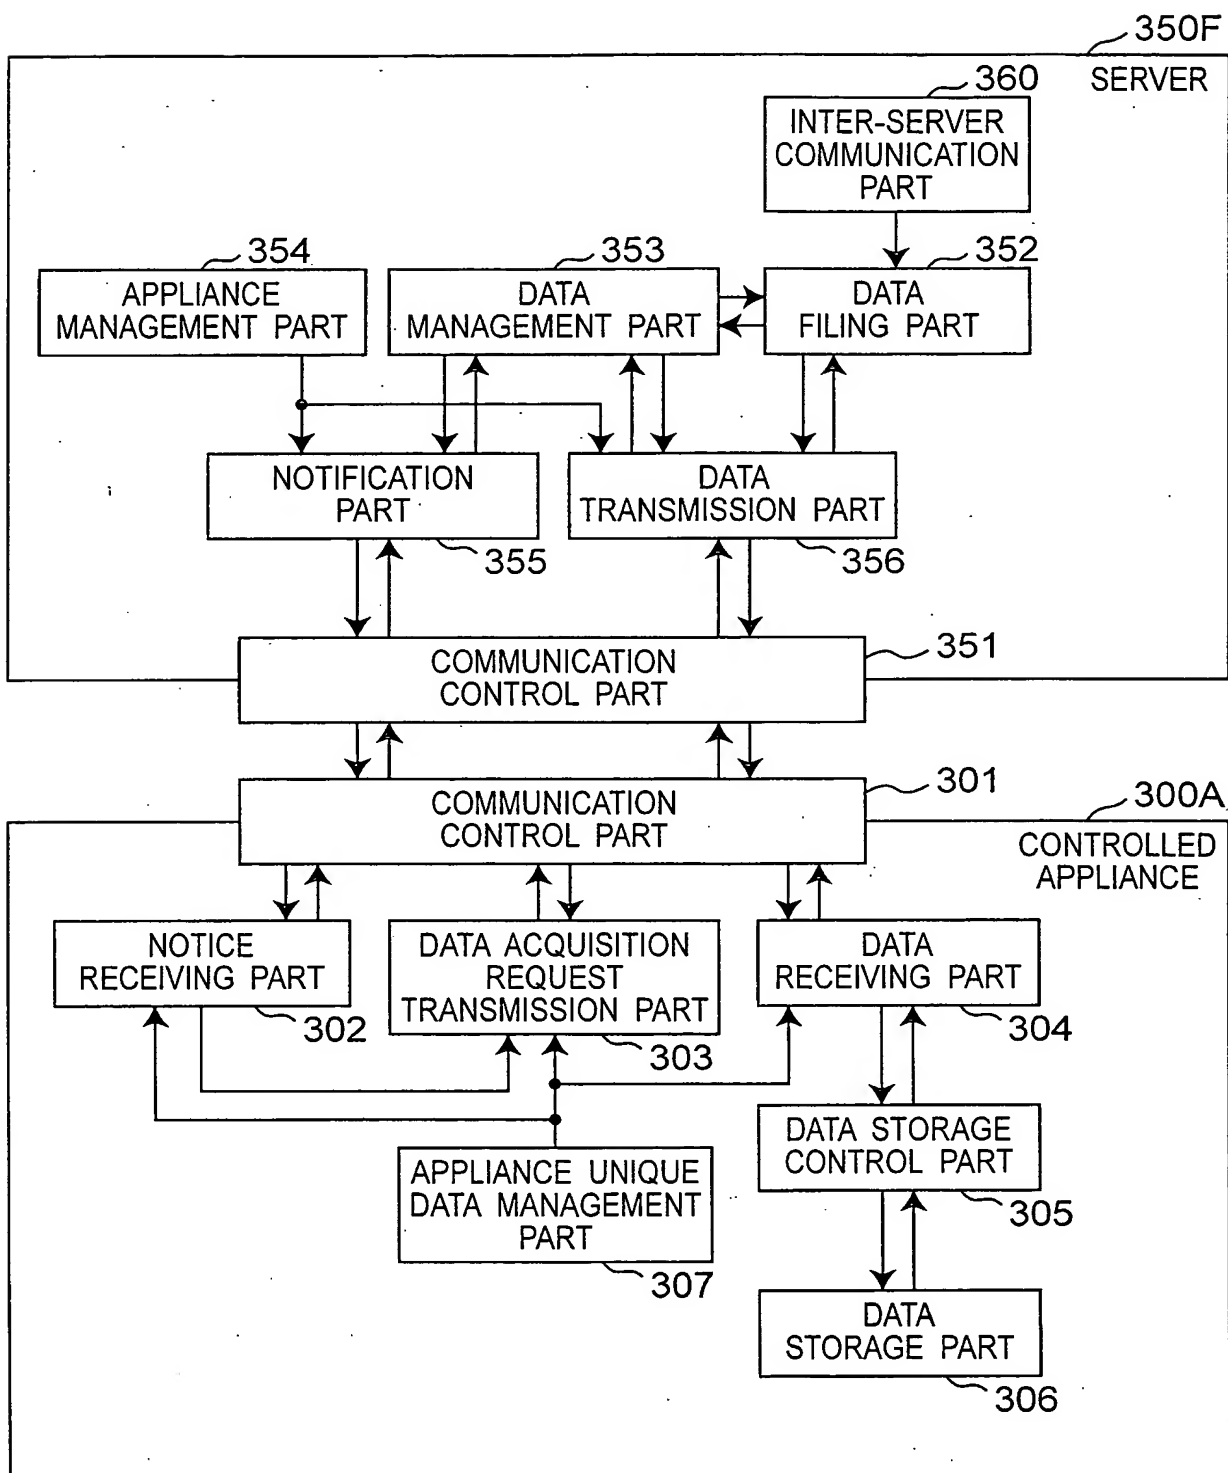 350F
SERVER
360
INTER-SERVER
COMMUNICATION
PART
354
APPLIANCE
MANAGEMENT PART
353
DATA
MANAGEMENT PART
352
DATA
FILING PART
NOTIFICATION
PART
355
DATA
TRANSMISSION PART
356
COMMUNICATION
CONTROL PART
351
COMMUNICATION
CONTROL PART
301
300A
CONTROLLED
APPLIANCE
NOTICE
RECEIVING PART
302
DATA ACQUISITION
REQUEST
TRANSMISSION PART
303
DATA
RECEIVING PART
304
DATA STORAGE
CONTROL PART
305
APPLIANCE UNIQUE
DATA MANAGEMENT
PART
307
DATA
STORAGE PART
306